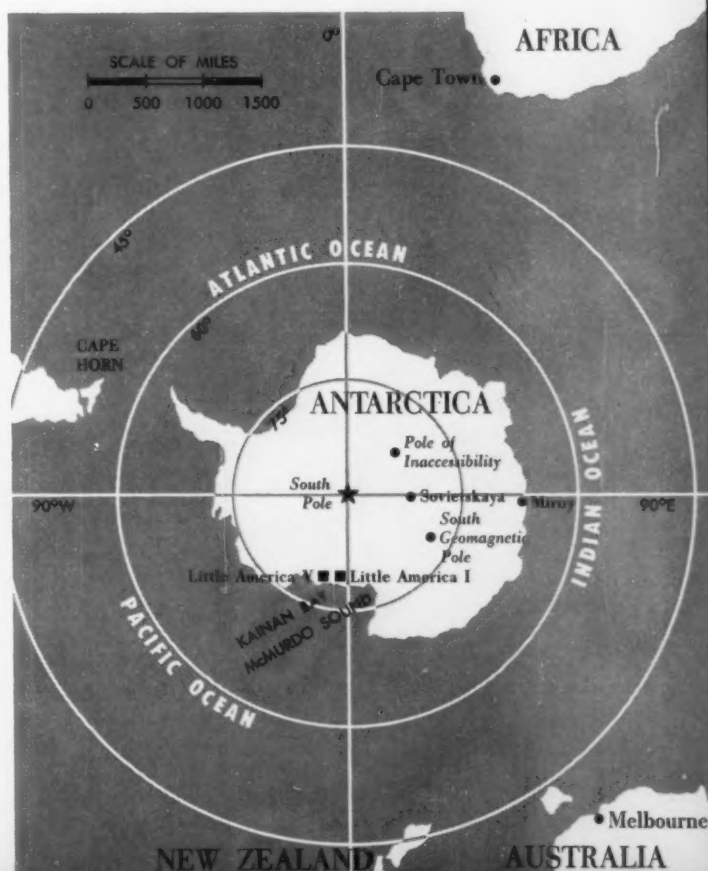 0°
AFRICA
SCALE OF MILES
0 500 1000 1500
Cape Town
45°
ATLANTIC OCEAN
60°
CAPE
HORN
75°
ANTARCTICA
Pole of
Inaccessibility
INDIAN OCEAN
South
Pole
90°W
Sovietskaya
Mirny
90°E
South
Geomagnetic
Pole
Little America V
Little America I
KAINAN BAY
McMURDO SOUND
PACIFIC OCEAN
Melbourne
NEW ZEALAND
AUSTRALIA